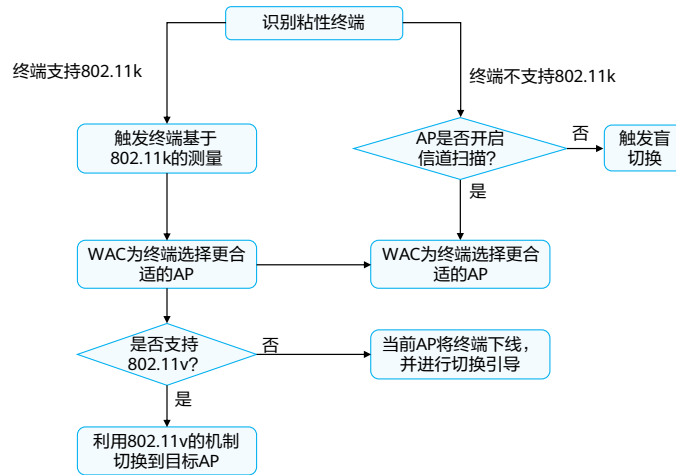 识别粘性终端
终端支持802.11k
终端不支持802.11k
触发终端基于
802.11k的测量
AP是否开启
信道扫描?
否
触发盲
切换
是
WAC为终端选择更合
适的AP
WAC为终端选择更合
适的AP
是否支持
802.11v?
否
当前AP将终端下线，
并进行切换引导
是
利用802.11v的机制
切换到目标AP